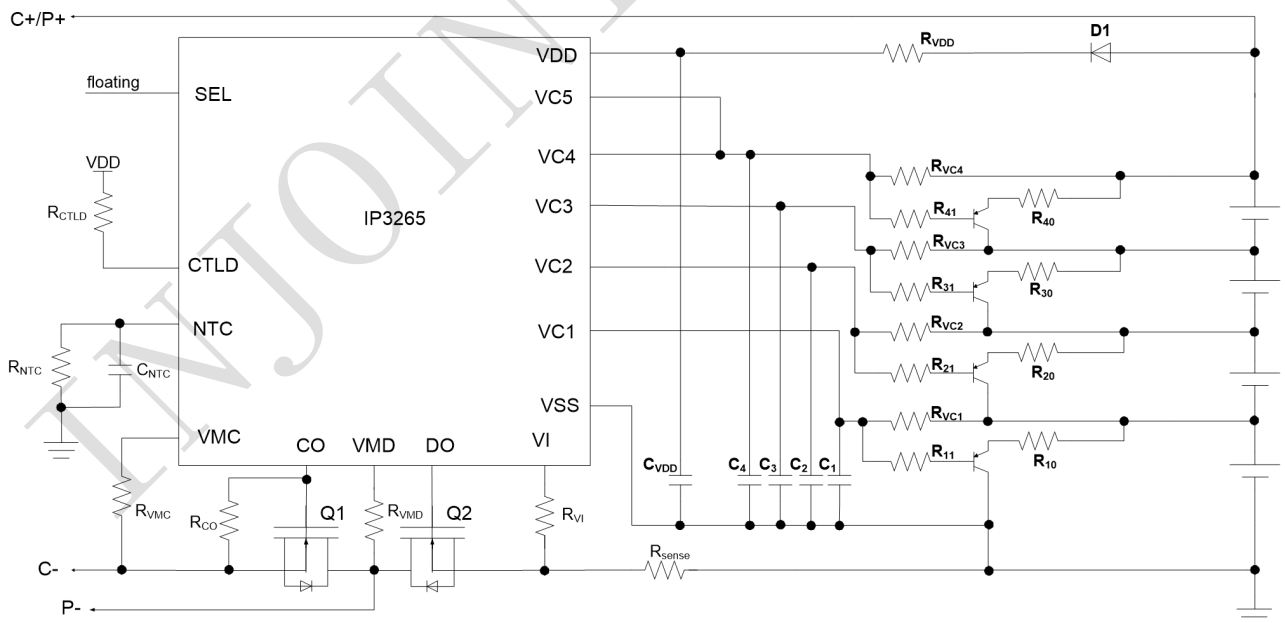 C+/P+
RVDD
D1
VDD
floating
SEL
VC5
VC4
RVC4
VDD
R41
R40
RCTLD
IP3265
VC3
RVC3
CTLD
VC2
R31
R30
NTC
VC1
RVC2
RNTC
CNTC
R21
R20
VSS
RVC1
VMC
CO
VMD
DO
VI
R11
R10
CVDD
C4
C3
C2
C1
RVMC
RCO
Q1
RVMD
Q2
RVI
Rsense
C-
P-
INJOIN